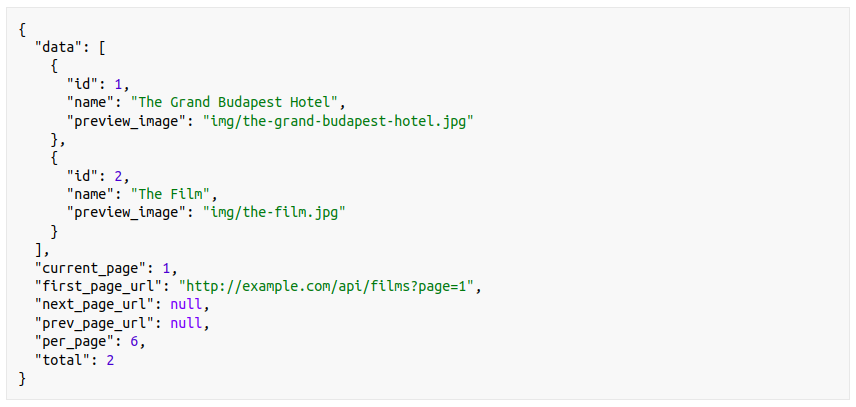 {
  "data": [
    {
      "id": 1,
      "name": "The Grand Budapest Hotel",
      "preview_image": "img/the-grand-budapest-hotel.jpg"
    },
    {
      "id": 2,
      "name": "The Film",
      "preview_image": "img/the-film.jpg"
    }
  ],
  "current_page": 1,
  "first_page_url": "http://example.com/api/films?page=1",
  "next_page_url": null,
  "prev_page_url": null,
  "per_page": 6,
  "total": 2
}